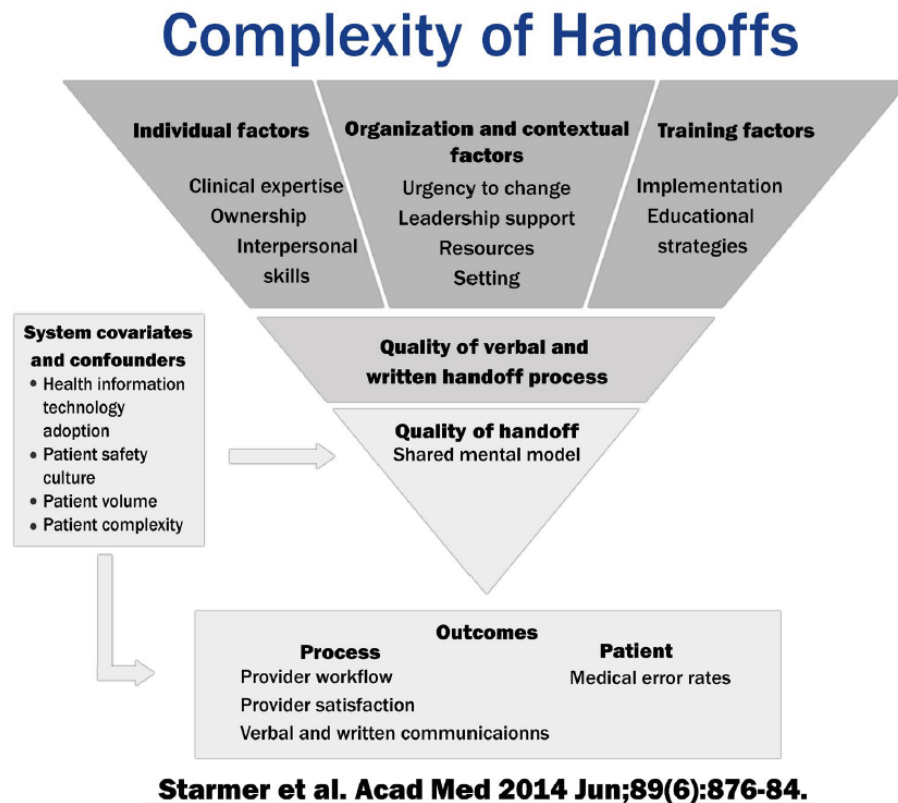 Complexity of Handoffs
Individual factors
Clinical expertise
Ownership
Interpersonal
skills
Organization and contextual
factors
Urgency to change
Leadership support
Resources
Setting
Training factors
Implementation
Educational
strategies
Quality of verbal and
written handoff process
Quality of handoff
Shared mental model
System covariates
and confounders
• Health information
technology
adoption
• Patient safety
culture
• Patient volume
• Patient complexity
Outcomes
Process
Provider workflow
Provider satisfaction
Verbal and written communicaionns
Patient
Medical error rates
Starmer et al. Acad Med 2014 Jun;89(6):876-84.